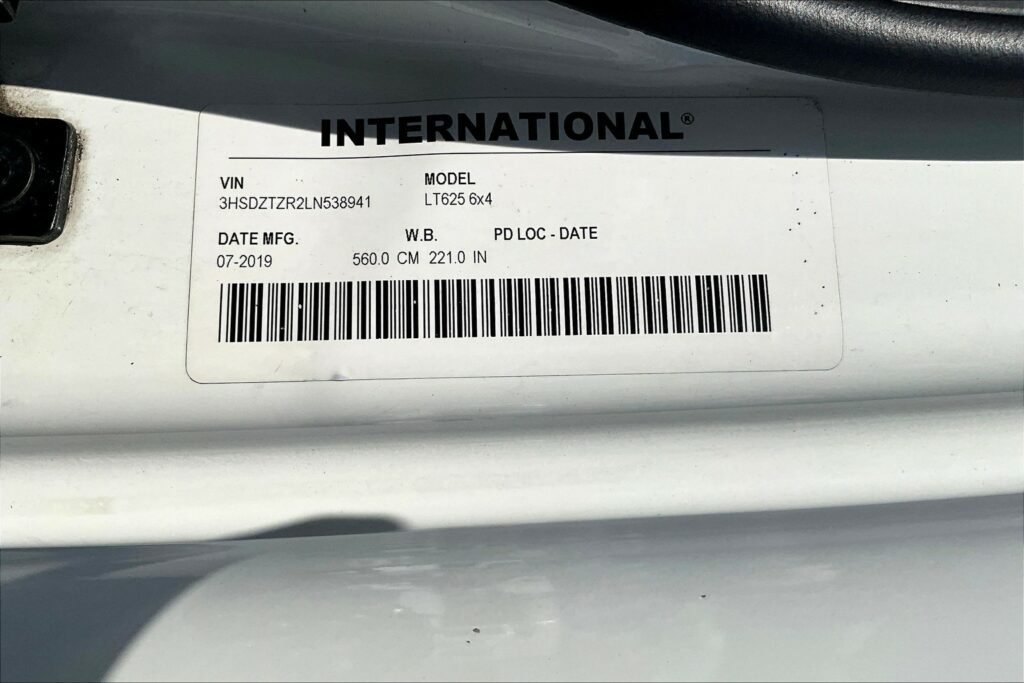 INTERNATIONAL®
VIN MODEL
3HSDZTZR2LN538941 LT625 6x4
DATE MFG. W.B. PD LOC - DATE
07-2019 560.0 CM 221.0 IN